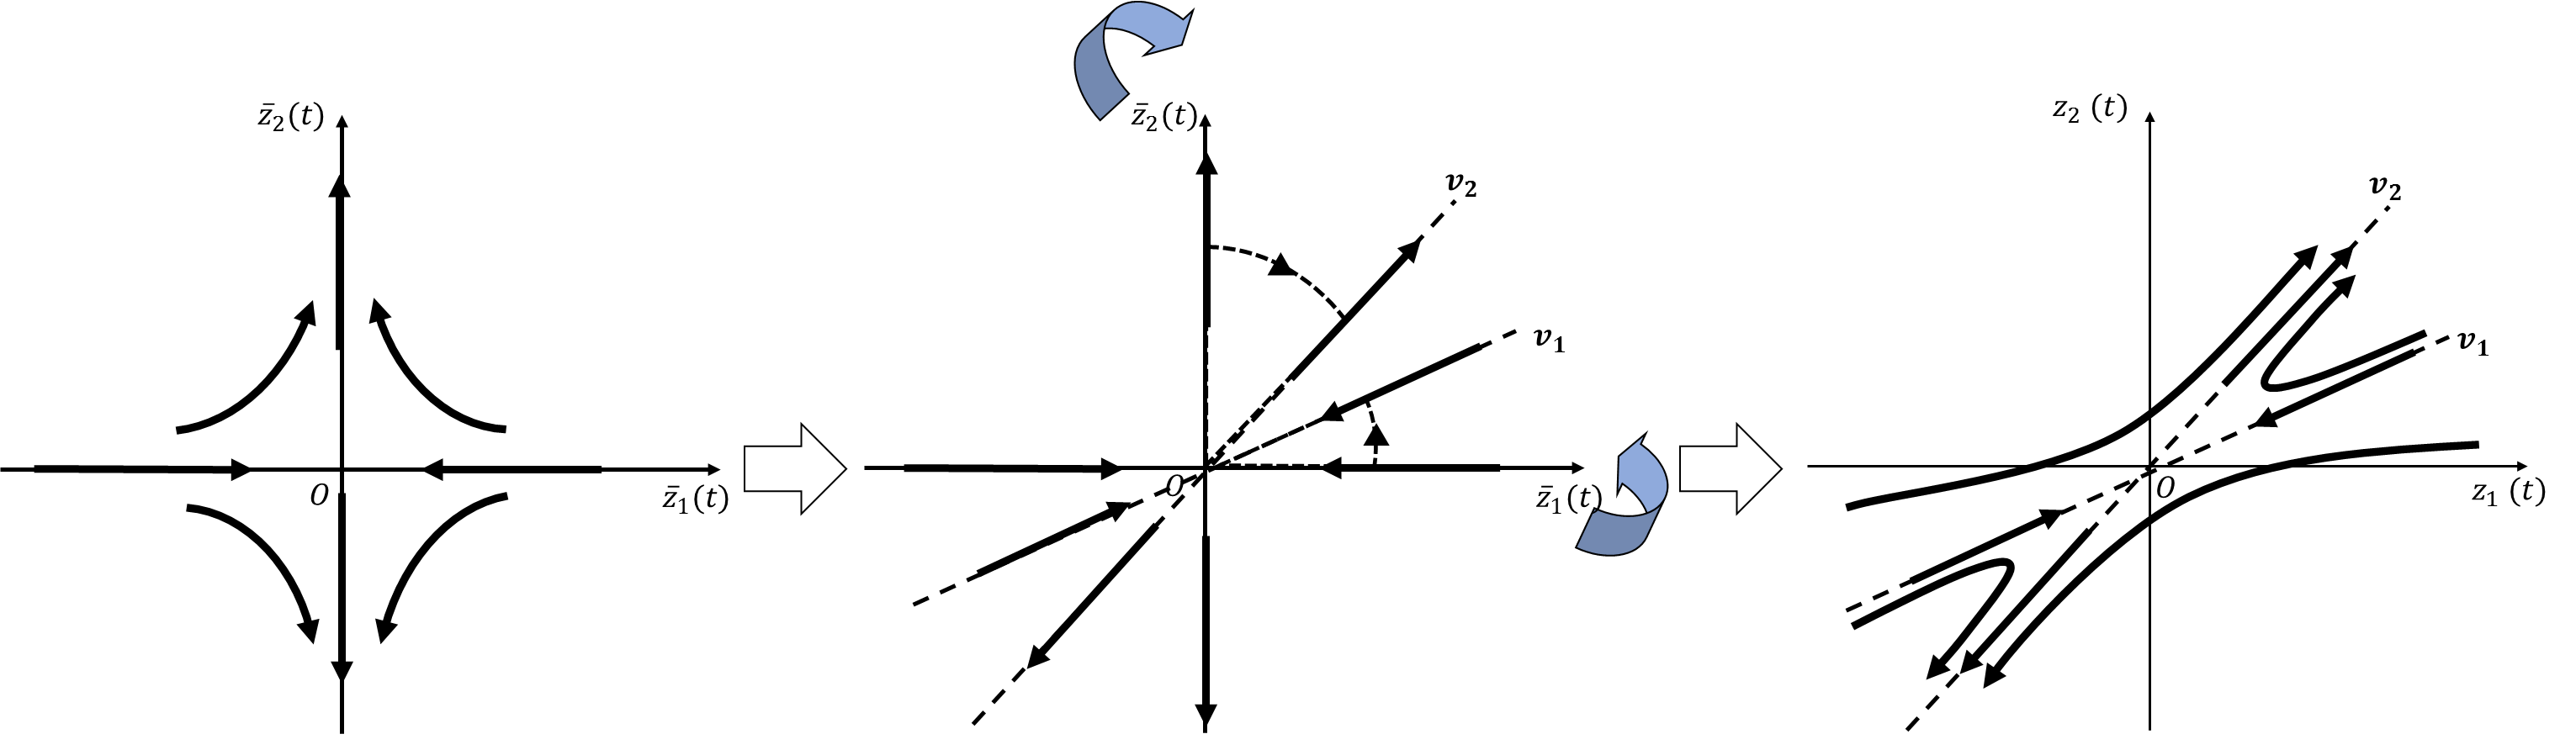 z̄₂(t)
z̄₁(t)
O
z̄₂(t)
v₂
v₁
z̄₁(t)
O
z₂ (t)
v₂
v₁
z₁ (t)
O